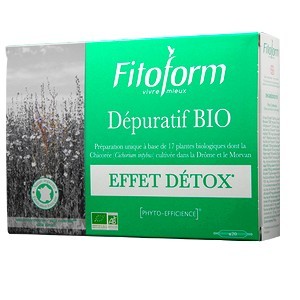 Fitoform
vivre mieux
Dépuratif BIO
Préparation unique à base de 17 plantes biologiques dont la
Chicorée (Cichorium intybus) cultivée dans la Drôme et le Morvan
EFFET DÉTOX*
[PHYTO-EFFICIENCE]
AB